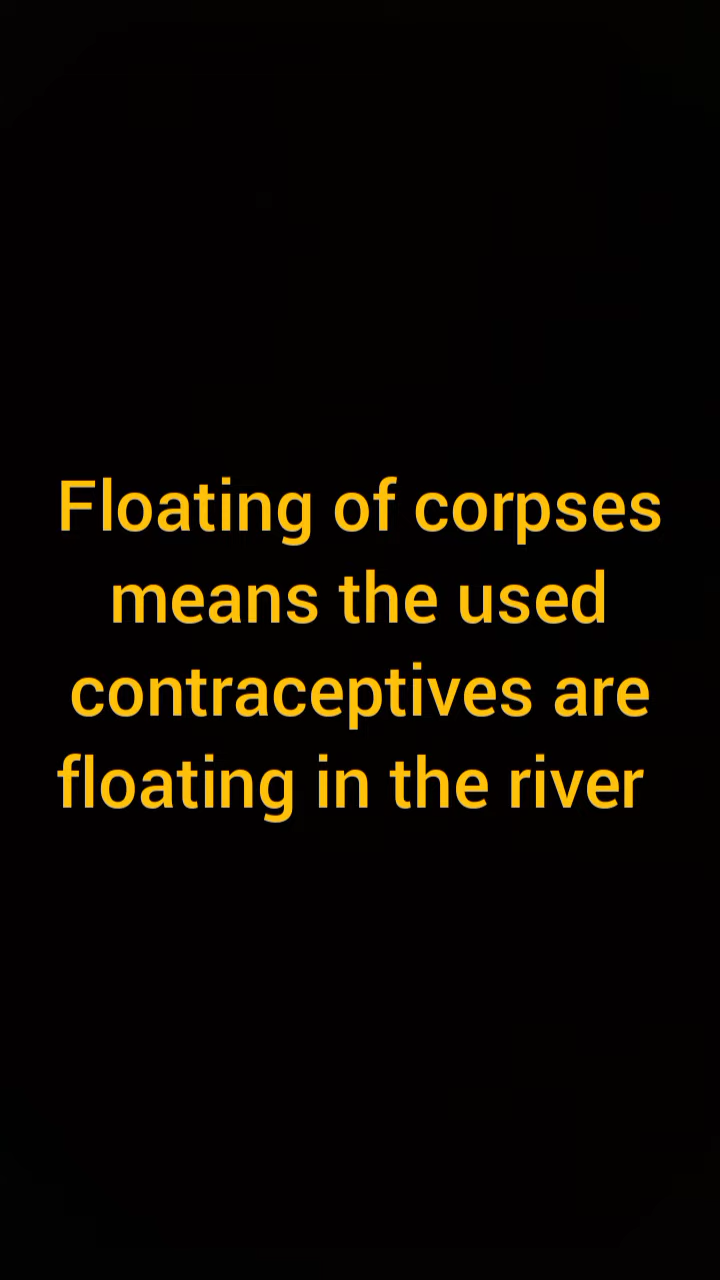 Floating of corpses
means the used
contraceptives are
floating in the river